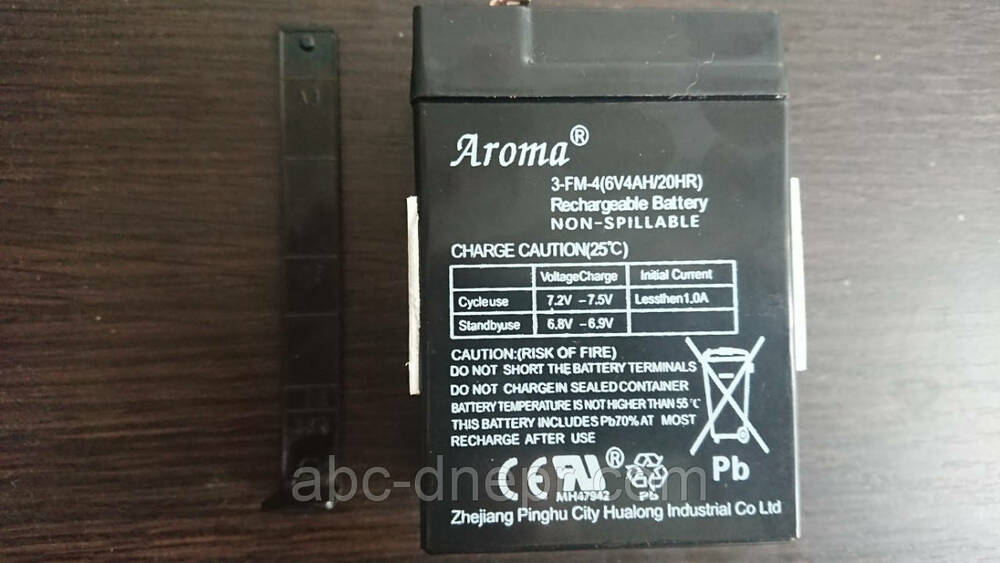 Aroma®
3-FM-4(6V4AH/20HR)
Rechargeable Battery
NON-SPILLABLE
CHARGE CAUTION(25℃)
VoltageCharge Initial Current
Cycleuse 7.2V –7.5V Lessthen1.0A
Standbyuse 6.8V –6.9V
CAUTION:(RISK OF FIRE)
DO NOT SHORT THE BATTERY TERMINALS
DO NOT CHARGEIN SEALED CONTAINER
BATTERY TEMPERATURE IS NOT HIGHER THAN 55℃
THIS BATTERY INCLUDES Pb70% AT MOST
RECHARGE AFTER USE
Pb
CE RU®
MH47942 Pb
abc-dnepr.com
Zhejiang Pinghu City Hualong Industrial Co Ltd